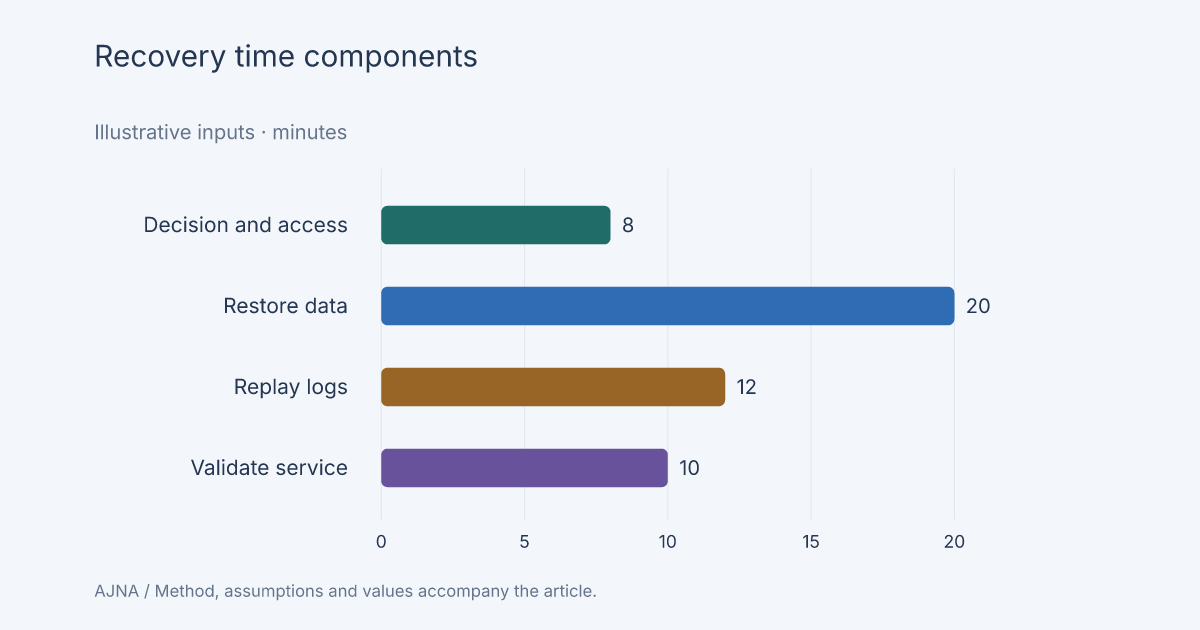 Recovery time components
Illustrative inputs · minutes
Decision and access 8
Restore data 20
Replay logs 12
Validate service 10
0 5 10 15 20
AJNA / Method, assumptions and values accompany the article.